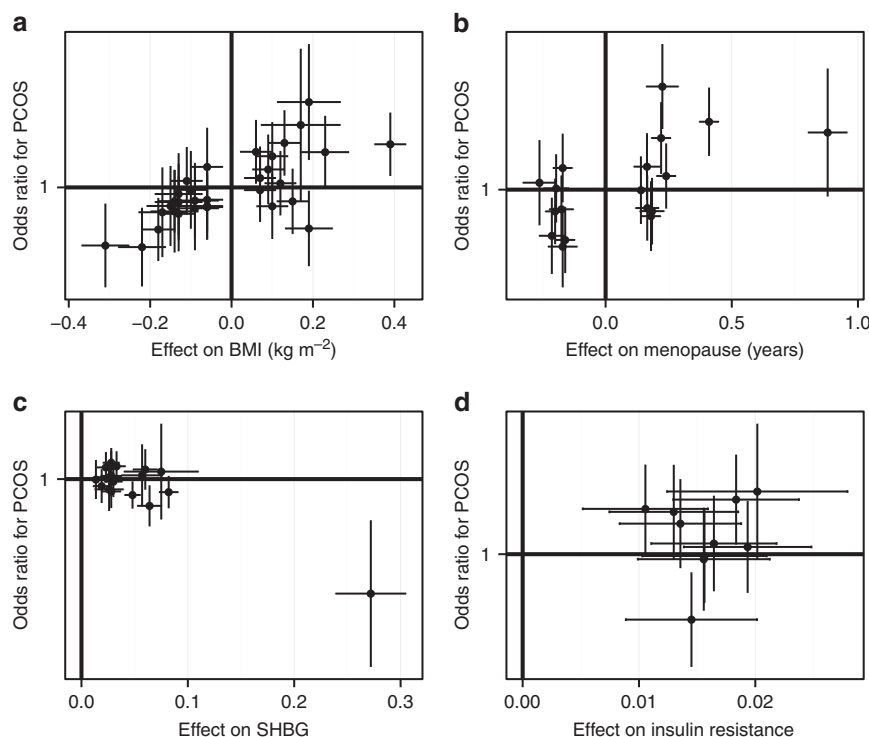 a
Odds ratio for PCOS
1
−0.4 −0.2 0.0 0.2 0.4
Effect on BMI (kg m⁻²)
b
Odds ratio for PCOS
1
0.0 0.5 1.0
Effect on menopause (years)
c
Odds ratio for PCOS
1
0.0 0.1 0.2 0.3
Effect on SHBG
d
Odds ratio for PCOS
1
0.00 0.01 0.02
Effect on insulin resistance